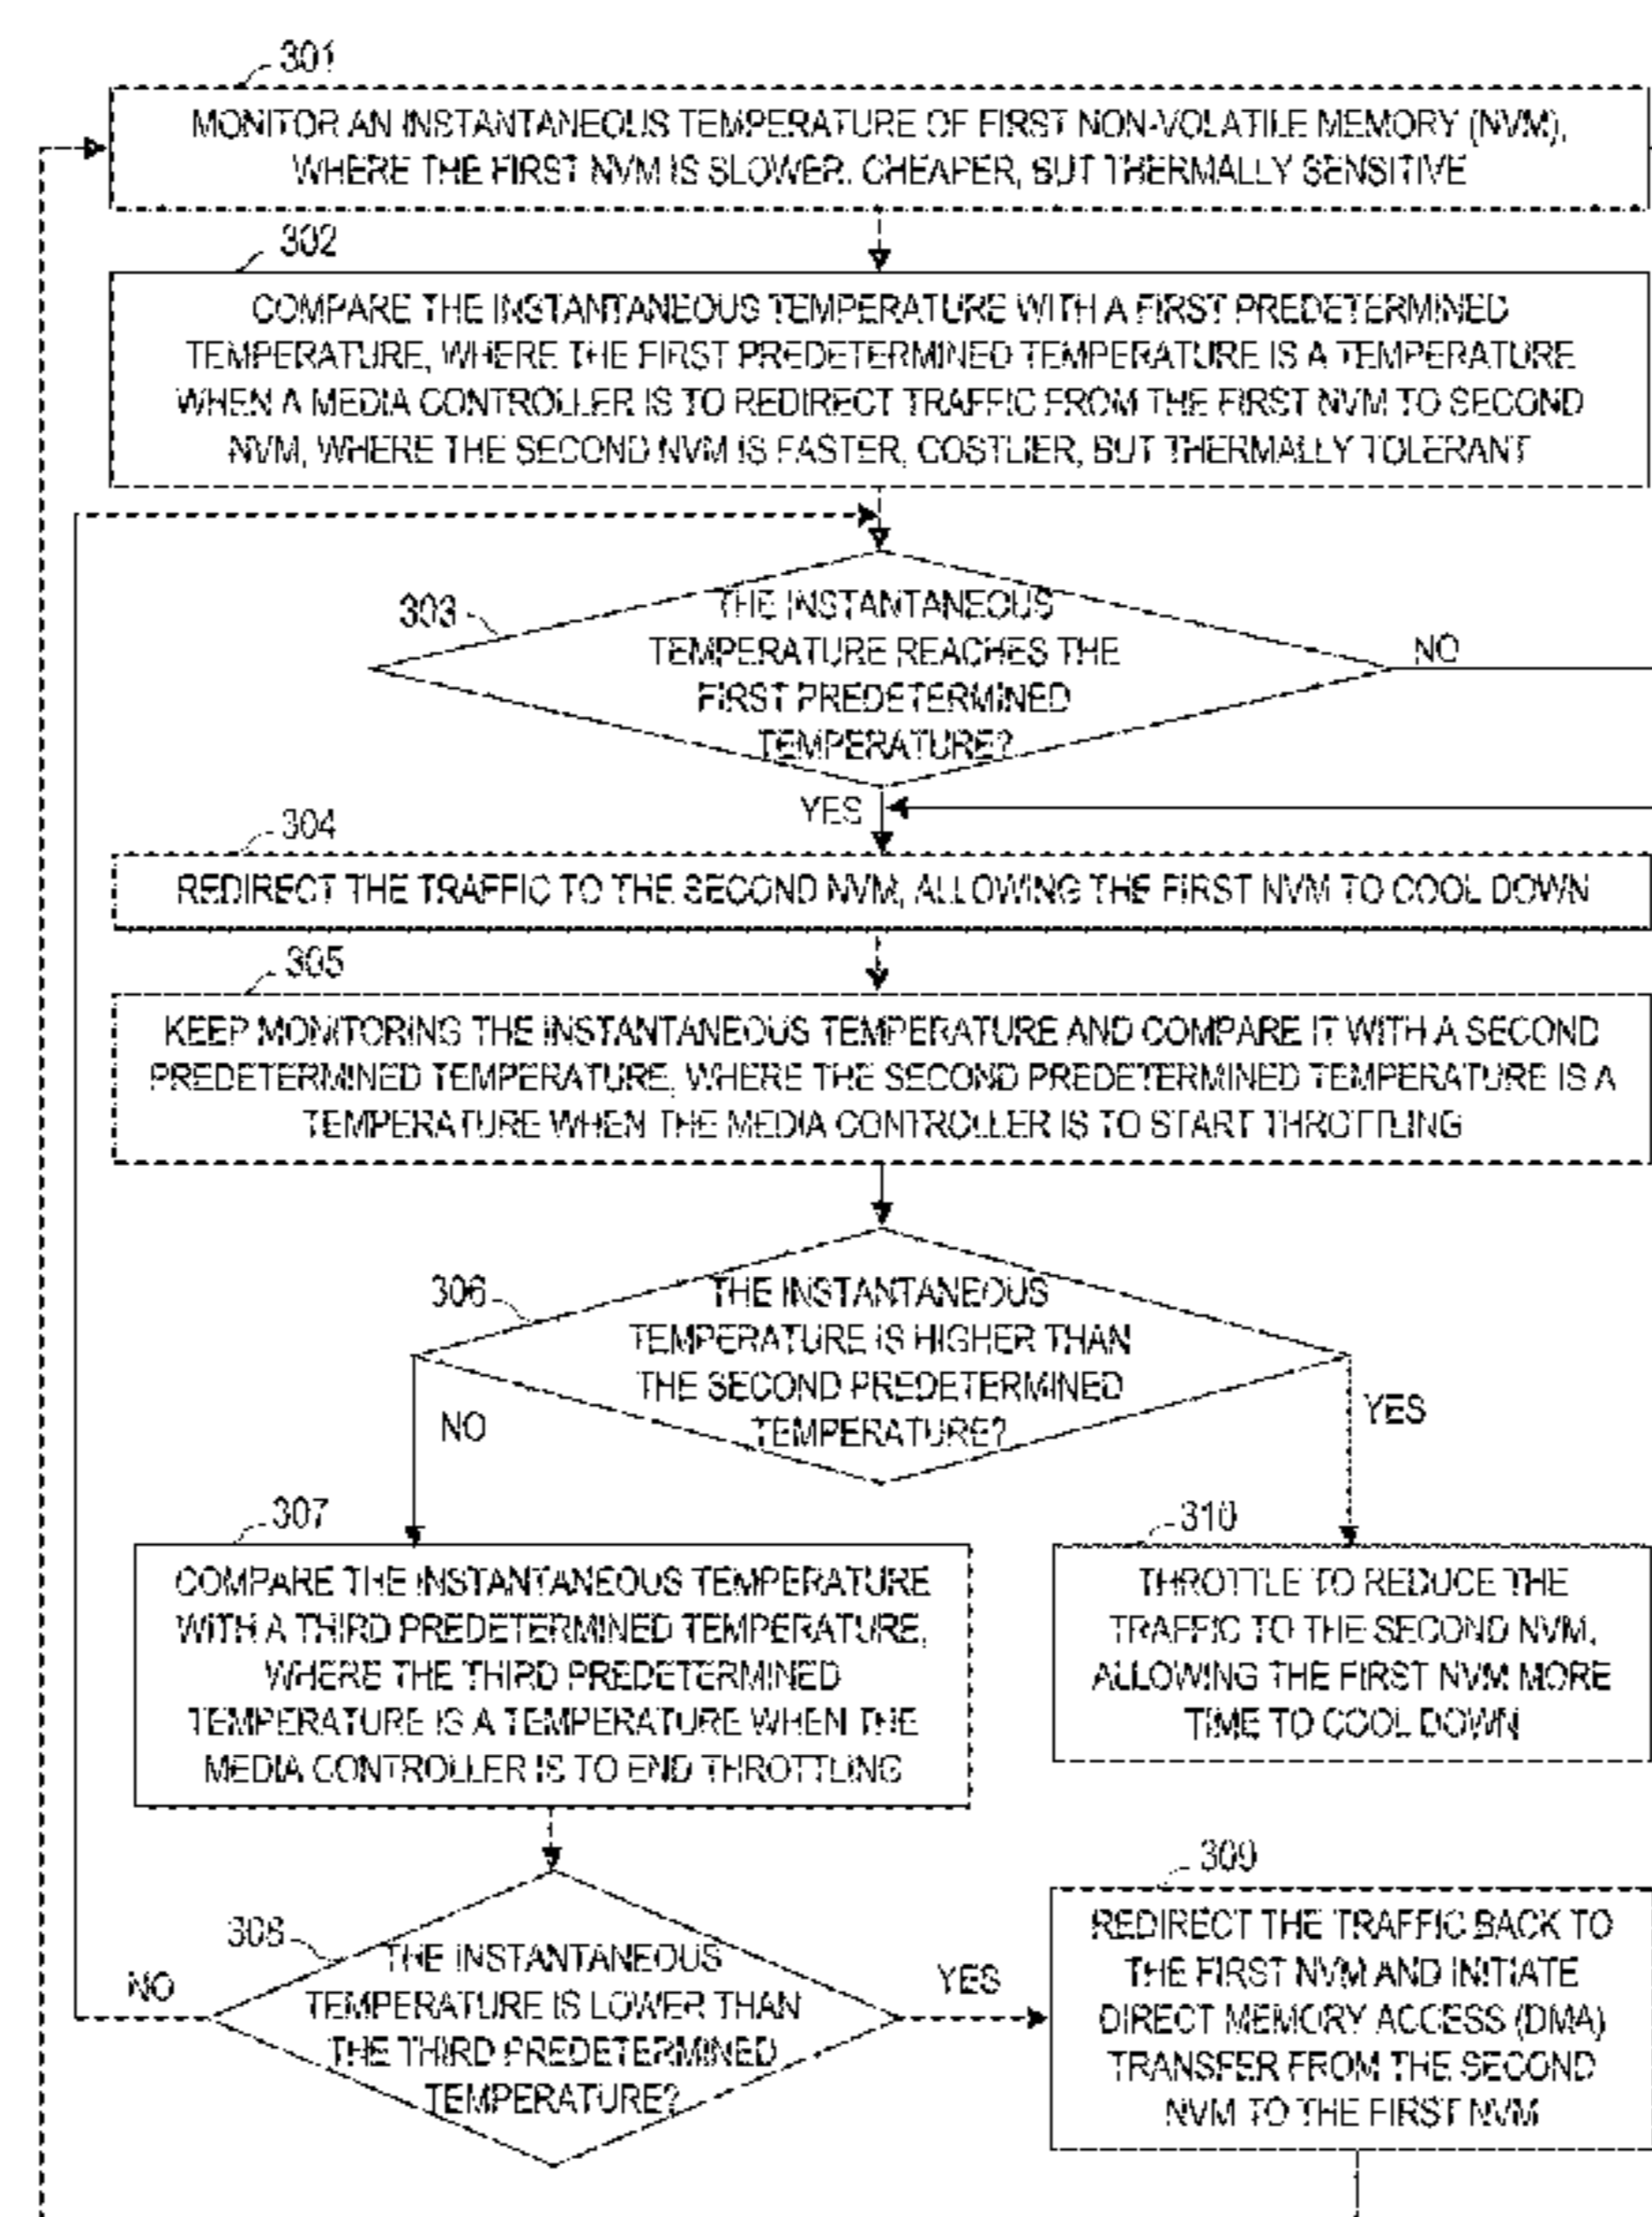 301
MONITOR AN INSTANTANEOUS TEMPERATURE OF FIRST NON-VOLATILE MEMORY (NVM),
WHERE THE FIRST NVM IS SLOWER, CHEAPER, BUT THERMALLY SENSITIVE
302
COMPARE THE INSTANTANEOUS TEMPERATURE WITH A FIRST PREDETERMINED
TEMPERATURE, WHERE THE FIRST PREDETERMINED TEMPERATURE IS A TEMPERATURE
WHEN A MEDIA CONTROLLER IS TO REDIRECT TRAFFIC FROM THE FIRST NVM TO SECOND
NVM, WHERE THE SECOND NVM IS FASTER, COSTLIER, BUT THERMALLY TOLERANT
303
THE INSTANTANEOUS
TEMPERATURE REACHES THE
FIRST PREDETERMINED
TEMPERATURE?
NO
YES
304
REDIRECT THE TRAFFIC TO THE SECOND NVM, ALLOWING THE FIRST NVM TO COOL DOWN
305
KEEP MONITORING THE INSTANTANEOUS TEMPERATURE AND COMPARE IT WITH A SECOND
PREDETERMINED TEMPERATURE, WHERE THE SECOND PREDETERMINED TEMPERATURE IS A
TEMPERATURE WHEN THE MEDIA CONTROLLER IS TO START THROTTLING
306
THE INSTANTANEOUS
TEMPERATURE IS HIGHER THAN
THE SECOND PREDETERMINED
TEMPERATURE?
NO
YES
307
COMPARE THE INSTANTANEOUS TEMPERATURE
WITH A THIRD PREDETERMINED TEMPERATURE,
WHERE THE THIRD PREDETERMINED
TEMPERATURE IS A TEMPERATURE WHEN THE
MEDIA CONTROLLER IS TO END THROTTLING
310
THROTTLE TO REDUCE THE
TRAFFIC TO THE SECOND NVM,
ALLOWING THE FIRST NVM MORE
TIME TO COOL DOWN
308
THE INSTANTANEOUS
TEMPERATURE IS LOWER THAN
THE THIRD PREDETERMINED
TEMPERATURE?
NO
YES
309
REDIRECT THE TRAFFIC BACK TO
THE FIRST NVM AND INITIATE
DIRECT MEMORY ACCESS (DMA)
TRANSFER FROM THE SECOND
NVM TO THE FIRST NVM